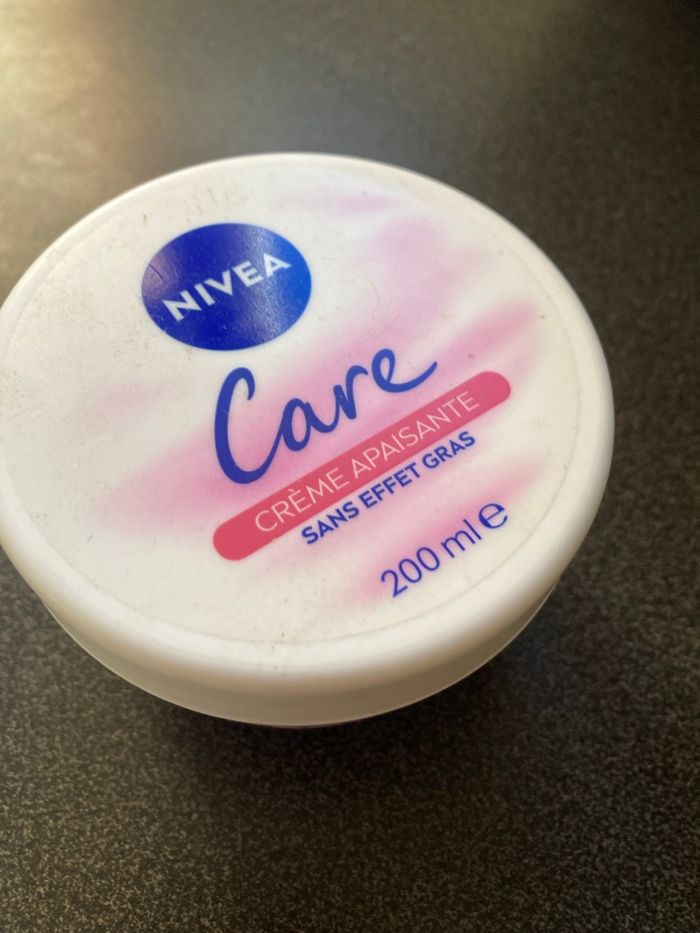 NIVEA
Care
CRÈME APAISANTE
SANS EFFET GRAS
200 ml e